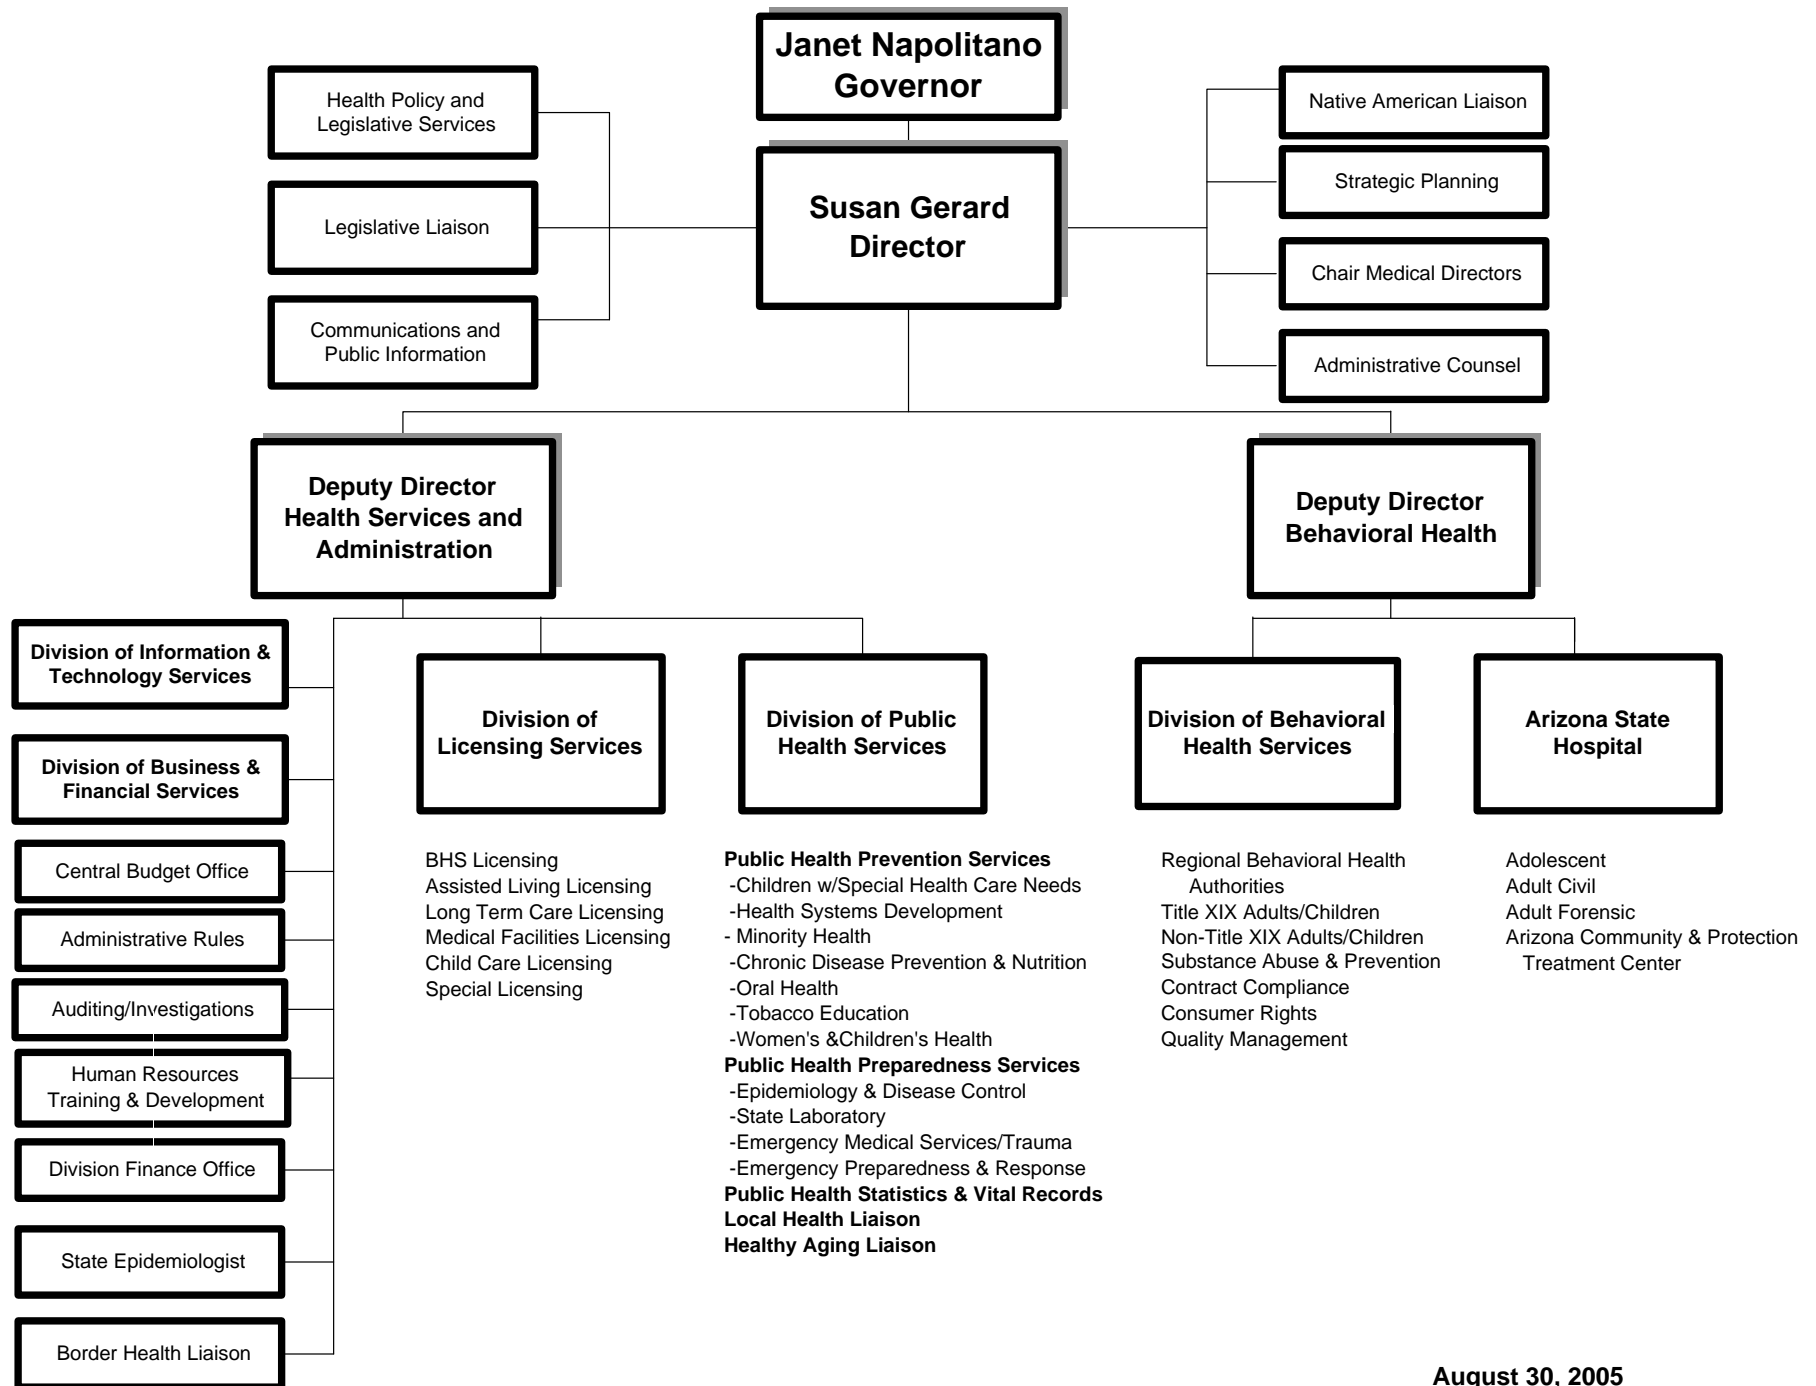 Janet Napolitano
Governor
Health Policy and
Legislative Services
Native American Liaison
Strategic Planning
Susan Gerard
Director
Legislative Liaison
Chair Medical Directors
Communications and
Public Information
Administrative Counsel
Deputy Director
Health Services and
Administration
Deputy Director
Behavioral Health
Division of Information &
Technology Services
Division of Business &
Financial Services
Central Budget Office
Administrative Rules
Auditing/Investigations
Human Resources
Training & Development
Division Finance Office
State Epidemiologist
Border Health Liaison
Division of
Licensing Services
BHS Licensing
Assisted Living Licensing
Long Term Care Licensing
Medical Facilities Licensing
Child Care Licensing
Special Licensing
Division of Public
Health Services
Public Health Prevention Services
-Children w/Special Health Care Needs
-Health Systems Development
- Minority Health
-Chronic Disease Prevention & Nutrition
-Oral Health
-Tobacco Education
-Women's &Children's Health
Public Health Preparedness Services
-Epidemiology & Disease Control
-State Laboratory
-Emergency Medical Services/Trauma
-Emergency Preparedness & Response
Public Health Statistics & Vital Records
Local Health Liaison
Healthy Aging Liaison
Division of Behavioral
Health Services
Regional Behavioral Health
Authorities
Title XIX Adults/Children
Non-Title XIX Adults/Children
Substance Abuse & Prevention
Contract Compliance
Consumer Rights
Quality Management
Arizona State
Hospital
Adolescent
Adult Civil
Adult Forensic
Arizona Community & Protection
Treatment Center
August 30, 2005